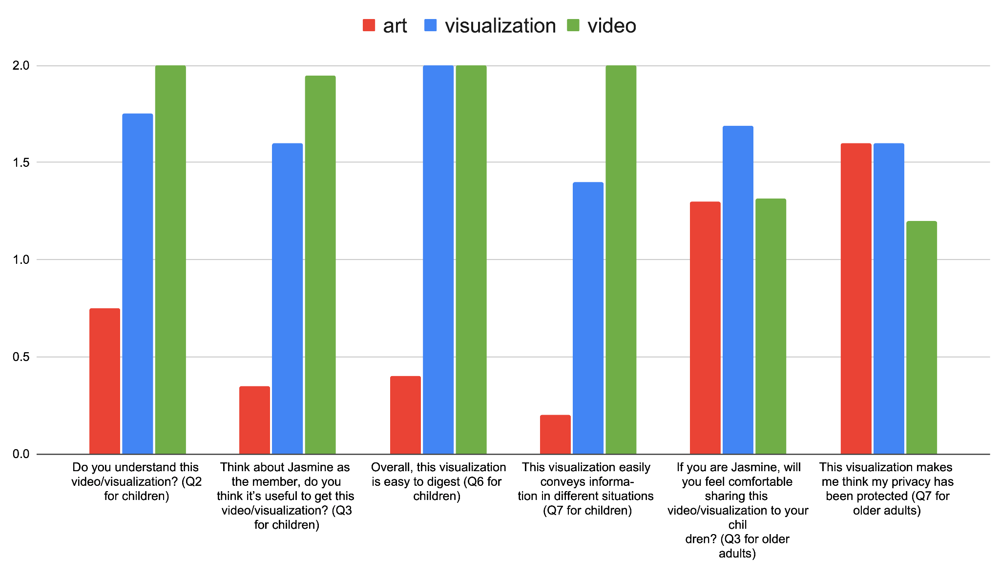 art visualization video
2.0
1.5
1.0
0.5
0.0
Do you understand this
video/visualization? (Q2
for children)
Think about Jasmine as
the member, do you
think it’s useful to get this
video/visualization? (Q3
for children)
Overall, this visualization
is easy to digest (Q6 for
children)
This visualization easily
conveys informa-
tion in different situations
(Q7 for children)
If you are Jasmine, will
you feel comfortable
sharing this
video/visualization to your
chil
dren? (Q3 for older
adults)
This visualization makes
me think my privacy has
been protected (Q7 for
older adults)